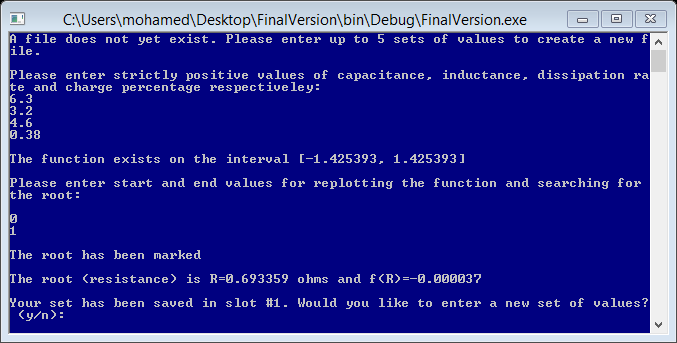 C:\Users\mohamed\Desktop\FinalVersion\bin\Debug\FinalVersion.exe
A file does not yet exist. Please enter up to 5 sets of values to create a new f
ile.
Please enter strictly positive values of capacitance, inductance, dissipation ra
te and charge percentage respectiveley:
6.3
3.2
4.6
0.38
The function exists on the interval [-1.425393, 1.425393]
Please enter start and end values for replotting the function and searching for
the root:
0
1
The root has been marked
The root (resistance) is R=0.693359 ohms and f(R)=-0.000037
Your set has been saved in slot #1. Would you like to enter a new set of values?
(y/n):